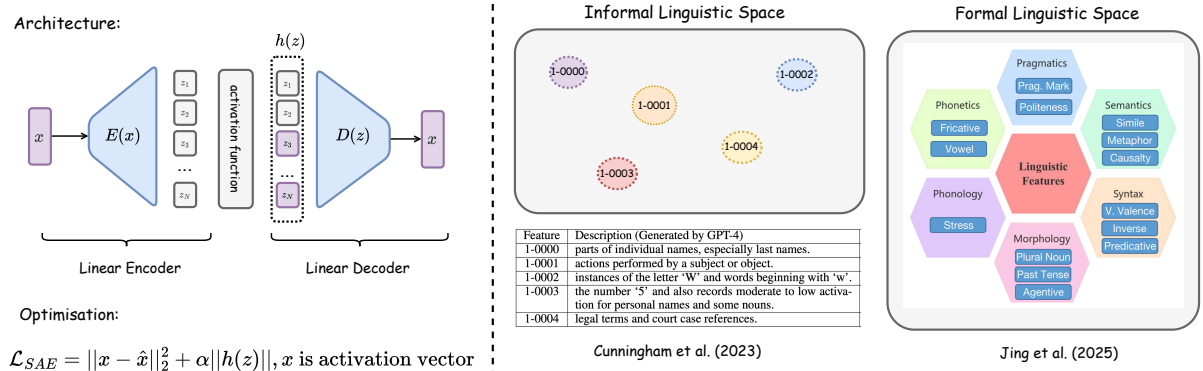 Architecture:
x
E(x)
z1
z2
z3
...
zN
activation function
h(z)
z1
z2
z3
...
zN
D(z)
x
Linear Encoder
Linear Decoder
Optimisation:
ℒ_SAE = ||x − x̂||₂² + α||h(z)||, x is activation vector
Informal Linguistic Space
1-0000
1-0001
1-0002
1-0003
1-0004
Feature Description (Generated by GPT-4)
1-0000 parts of individual names, especially last names.
1-0001 actions performed by a subject or object.
1-0002 instances of the letter ‘W’ and words beginning with ‘w’.
1-0003 the number ‘5’ and also records moderate to low activa-
tion for personal names and some nouns.
1-0004 legal terms and court case references.
Cunningham et al. (2023)
Formal Linguistic Space
Pragmatics
Prag. Mark
Politeness
Phonetics
Fricative
Vowel
Semantics
Simile
Metaphor
Causalty
Linguistic
Features
Phonology
Stress
Syntax
V. Valence
Inverse
Predicative
Morphology
Plural Noun
Past Tense
Agentive
Jing et al. (2025)